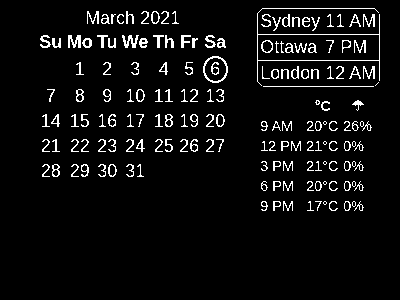 March 2021
Su Mo Tu We Th Fr Sa
1 2 3 4 5 6
7 8 9 10 11 12 13
14 15 16 17 18 19 20
21 22 23 24 25 26 27
28 29 30 31
Sydney 11 AM
Ottawa 7 PM
London 12 AM
°C
9 AM 20°C 26%
12 PM 21°C 0%
3 PM 21°C 0%
6 PM 20°C 0%
9 PM 17°C 0%